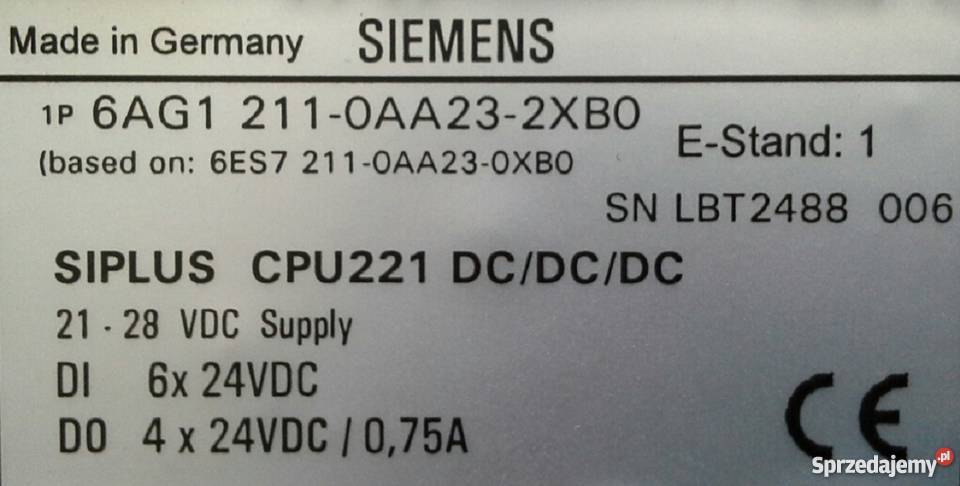 Made in Germany SIEMENS
1P 6AG1 211-0AA23-2XB0
(based on: 6ES7 211-0AA23-0XB0
E-Stand: 1
SN LBT2488 006
SIPLUS CPU221 DC/DC/DC
21 - 28 VDC Supply
DI 6x 24VDC
DO 4 x 24VDC / 0,75A
CE
Sprzedajemy.pl